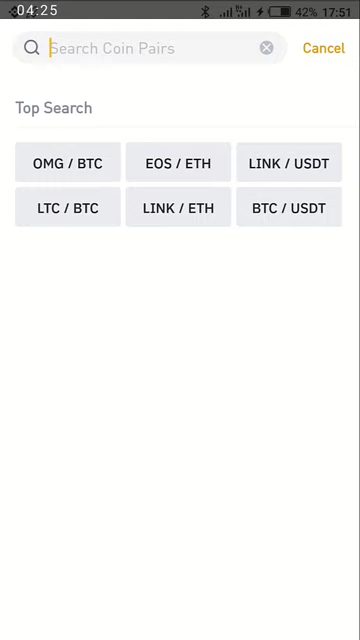 04:25 42% 17:51
Search Coin Pairs Cancel
Top Search
OMG / BTC EOS / ETH LINK / USDT
LTC / BTC LINK / ETH BTC / USDT